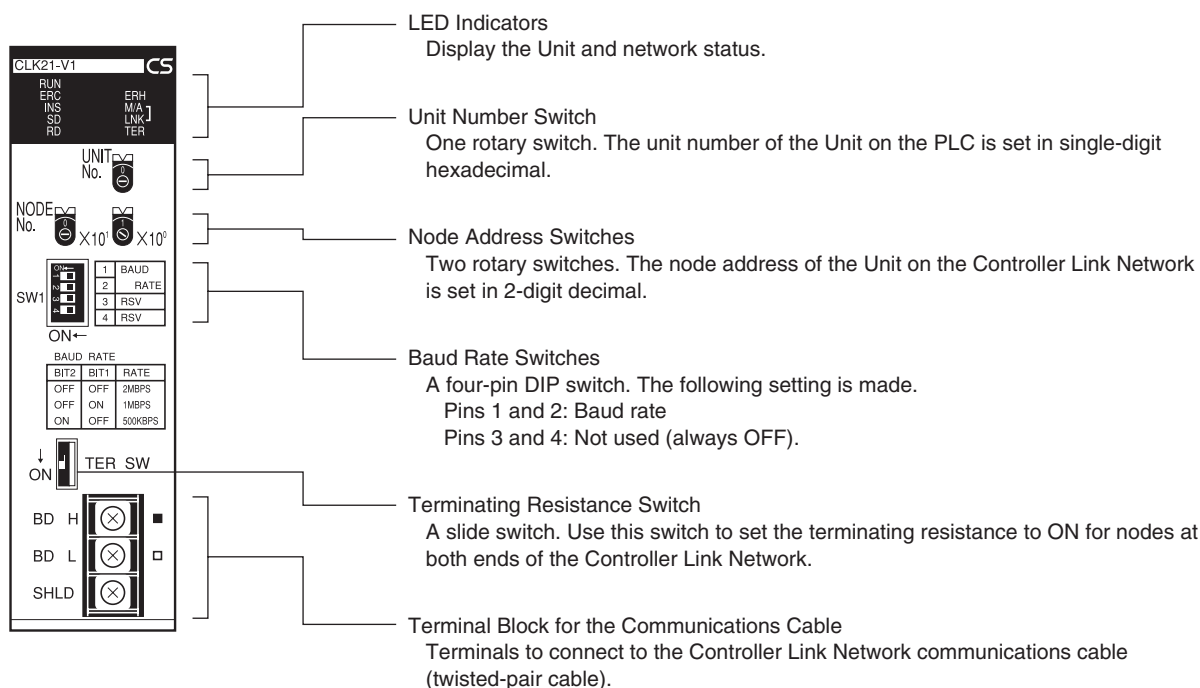 LED Indicators
Display the Unit and network status.
CLK21-V1 CS
RUN
ERC ERH
INS M/A
SD LNK
RD TER
Unit Number Switch
One rotary switch. The unit number of the Unit on the PLC is set in single-digit
hexadecimal.
UNIT
No.
0
NODE
No.
0 X10¹ 1 X10⁰
Node Address Switches
Two rotary switches. The node address of the Unit on the Controller Link Network
is set in 2-digit decimal.
SW1
ON←
1 2 3 4
1 BAUD
2 RATE
3 RSV
4 RSV
ON←
Baud Rate Switches
A four-pin DIP switch. The following setting is made.
Pins 1 and 2: Baud rate
Pins 3 and 4: Not used (always OFF).
BAUD RATE
BIT2 BIT1 RATE
OFF OFF 2MBPS
OFF ON 1MBPS
ON OFF 500KBPS
↓
ON TER SW
Terminating Resistance Switch
A slide switch. Use this switch to set the terminating resistance to ON for nodes at
both ends of the Controller Link Network.
BD H ■
BD L □
SHLD
Terminal Block for the Communications Cable
Terminals to connect to the Controller Link Network communications cable
(twisted-pair cable).